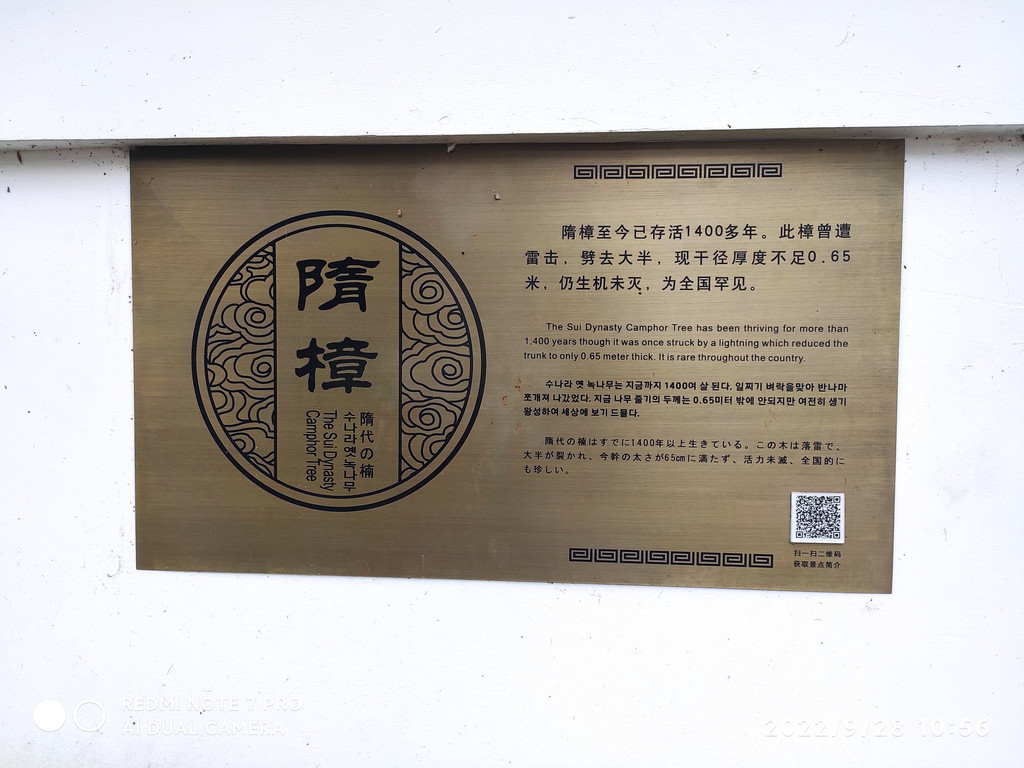 隋樟
隋代の楠
수나라옛녹나무
The Sui Dynasty
Camphor Tree
隋樟至今已存活1400多年。此樟曾遭
雷击，劈去大半，现干径厚度不足0.65
米，仍生机未灭，为全国罕见。
The Sui Dynasty Camphor Tree has been thriving for more than
1,400 years though it was once struck by a lightning which reduced the
trunk to only 0.65 meter thick. It is rare throughout the country.
수나라 옛 녹나무는 지금까지 1400여 살 된다. 일찌기 벼락을맞아 반나마
쪼개져 나갔었다. 지금 나무 줄기의 두께는 0.65미터 밖에 안되지만 여전히 생기
왕성하여 세상에 보기 드물다.
隋代の楠はすでに1400年以上生きている。この木は落雷で、
大半が裂かれ、今幹の太さが65cmに満たず、活力未滅、全国的に
も珍しい。
扫一扫二维码
获取景点简介
REDMI NOTE 7 PRO
AI DUAL CAMERA
2022/9/28 10:56